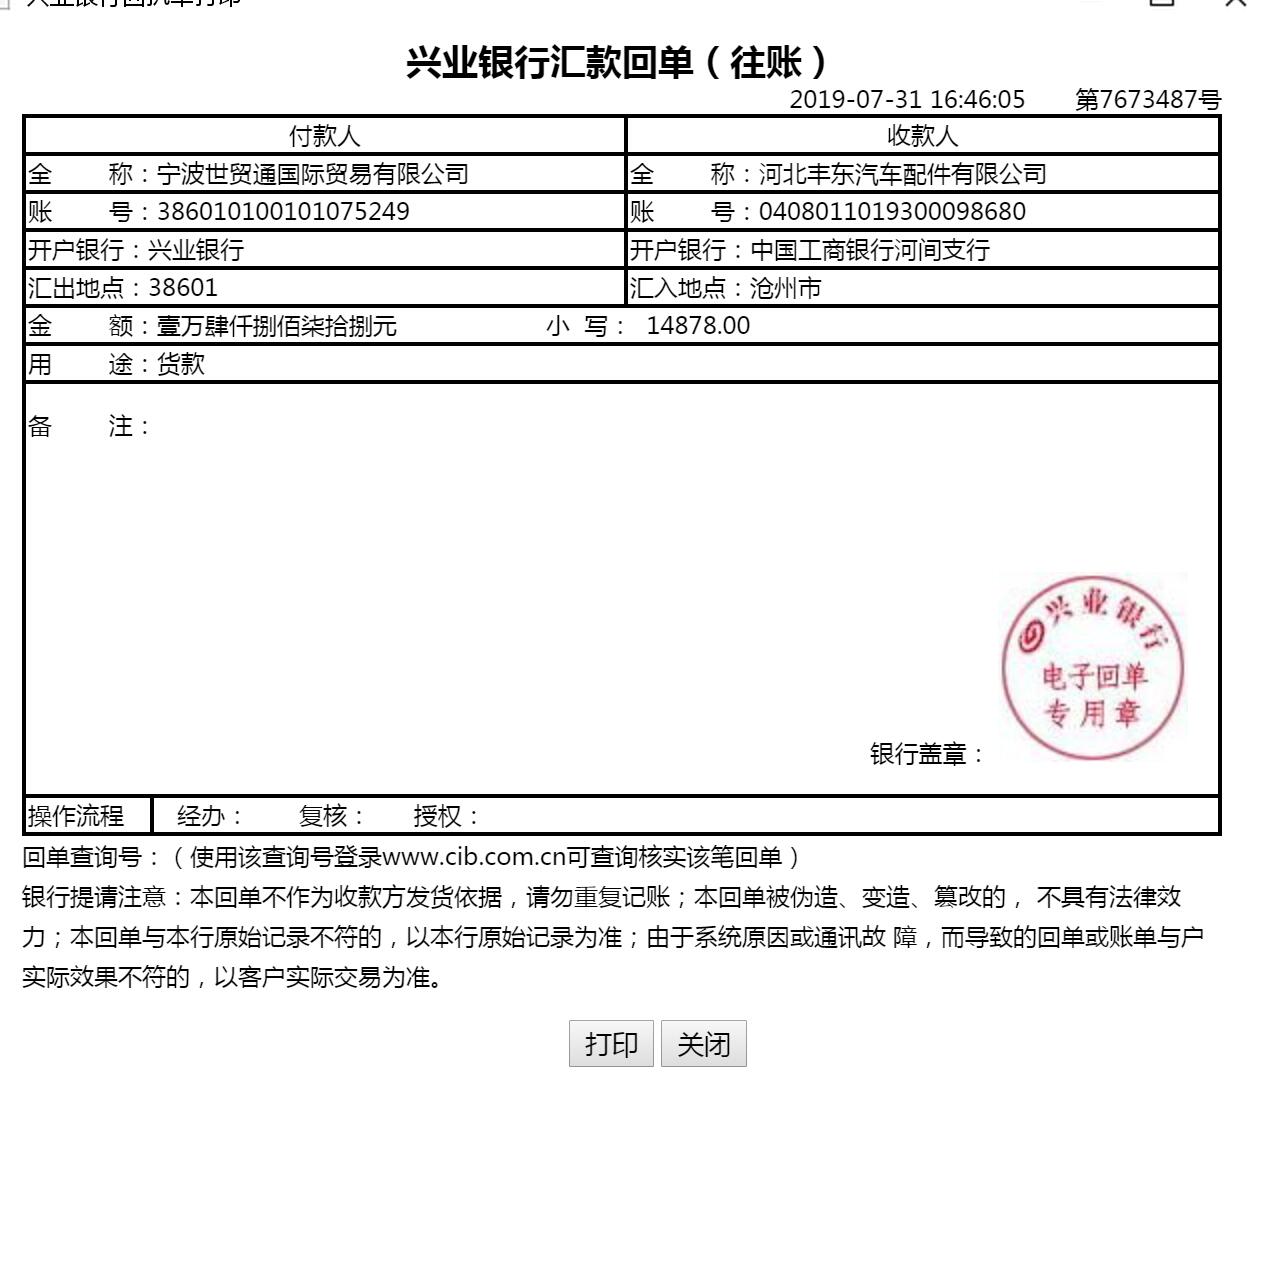 兴业银行汇款回单（往账）
2019-07-31 16:46:05 第7673487号
付款人 收款人
全 称：宁波世贸通国际贸易有限公司 全 称：河北丰东汽车配件有限公司
账 号：386010100101075249 账 号：0408011019300098680
开户银行：兴业银行 开户银行：中国工商银行河间支行
汇出地点：38601 汇入地点：沧州市
金 额：壹万肆仟捌佰柒拾捌元 小 写： 14878.00
用 途：货款
备 注：
兴业银行
电子回单
专用章
银行盖章：
操作流程 经办： 复核： 授权：
回单查询号：（使用该查询号登录www.cib.com.cn可查询核实该笔回单）
银行提请注意：本回单不作为收款方发货依据，请勿重复记账；本回单被伪造、变造、篡改的， 不具有法律效
力；本回单与本行原始记录不符的，以本行原始记录为准；由于系统原因或通讯故 障，而导致的回单或账单与户
实际效果不符的，以客户实际交易为准。
打印 关闭